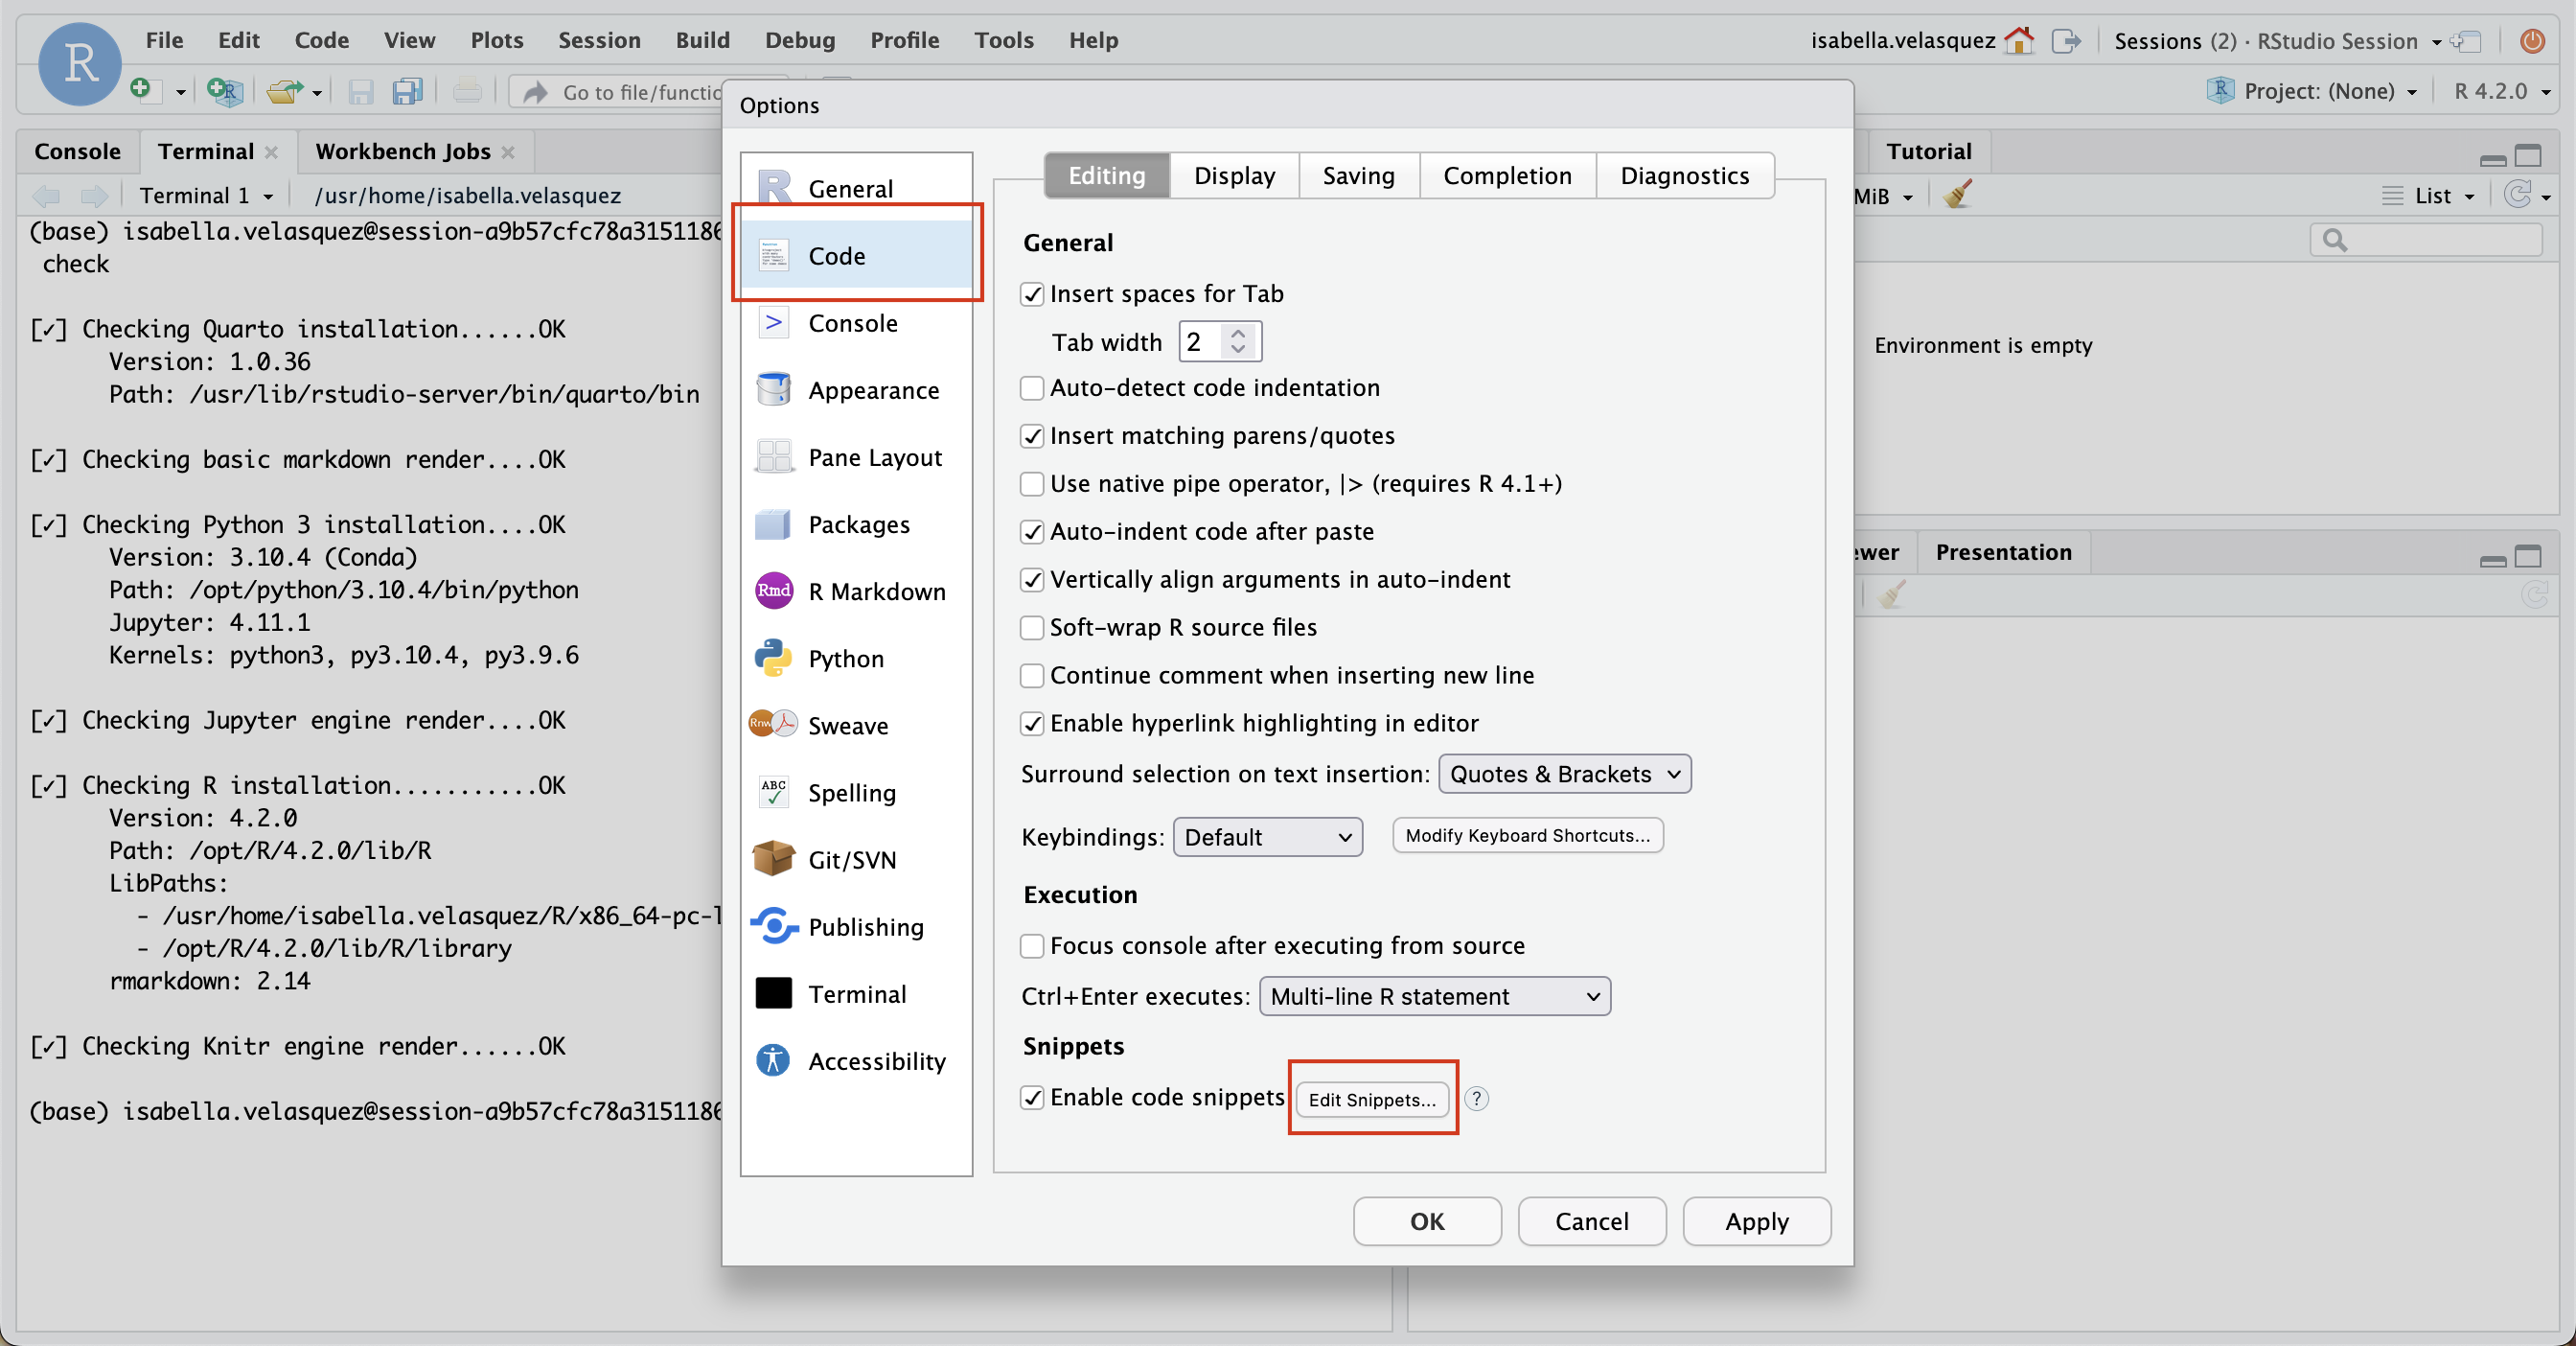 R
File Edit Code View Plots Session Build Debug Profile Tools Help
isabella.velasquez
Sessions (2) · RStudio Session
Go to file/functio
Project: (None)
R 4.2.0
Console Terminal Workbench Jobs
Terminal 1 /usr/home/isabella.velasquez
(base) isabella.velasquez@session-a9b57cfc78a3151186
check
[✓] Checking Quarto installation......OK
Version: 1.0.36
Path: /usr/lib/rstudio-server/bin/quarto/bin
[✓] Checking basic markdown render....OK
[✓] Checking Python 3 installation....OK
Version: 3.10.4 (Conda)
Path: /opt/python/3.10.4/bin/python
Jupyter: 4.11.1
Kernels: python3, py3.10.4, py3.9.6
[✓] Checking Jupyter engine render....OK
[✓] Checking R installation...........OK
Version: 4.2.0
Path: /opt/R/4.2.0/lib/R
LibPaths:
- /usr/home/isabella.velasquez/R/x86_64-pc-l
- /opt/R/4.2.0/lib/R/library
rmarkdown: 2.14
[✓] Checking Knitr engine render......OK
(base) isabella.velasquez@session-a9b57cfc78a3151186
Options
General
Code
Console
Appearance
Pane Layout
Packages
Rmd R Markdown
Python
Rnw Sweave
ABC Spelling
Git/SVN
Publishing
Terminal
Accessibility
Editing Display Saving Completion Diagnostics
General
Insert spaces for Tab
Tab width 2
Auto-detect code indentation
Insert matching parens/quotes
Use native pipe operator, |> (requires R 4.1+)
Auto-indent code after paste
Vertically align arguments in auto-indent
Soft-wrap R source files
Continue comment when inserting new line
Enable hyperlink highlighting in editor
Surround selection on text insertion: Quotes & Brackets
Keybindings: Default Modify Keyboard Shortcuts...
Execution
Focus console after executing from source
Ctrl+Enter executes: Multi-line R statement
Snippets
Enable code snippets Edit Snippets... ?
OK Cancel Apply
Tutorial
MiB
List
Environment is empty
ewer Presentation